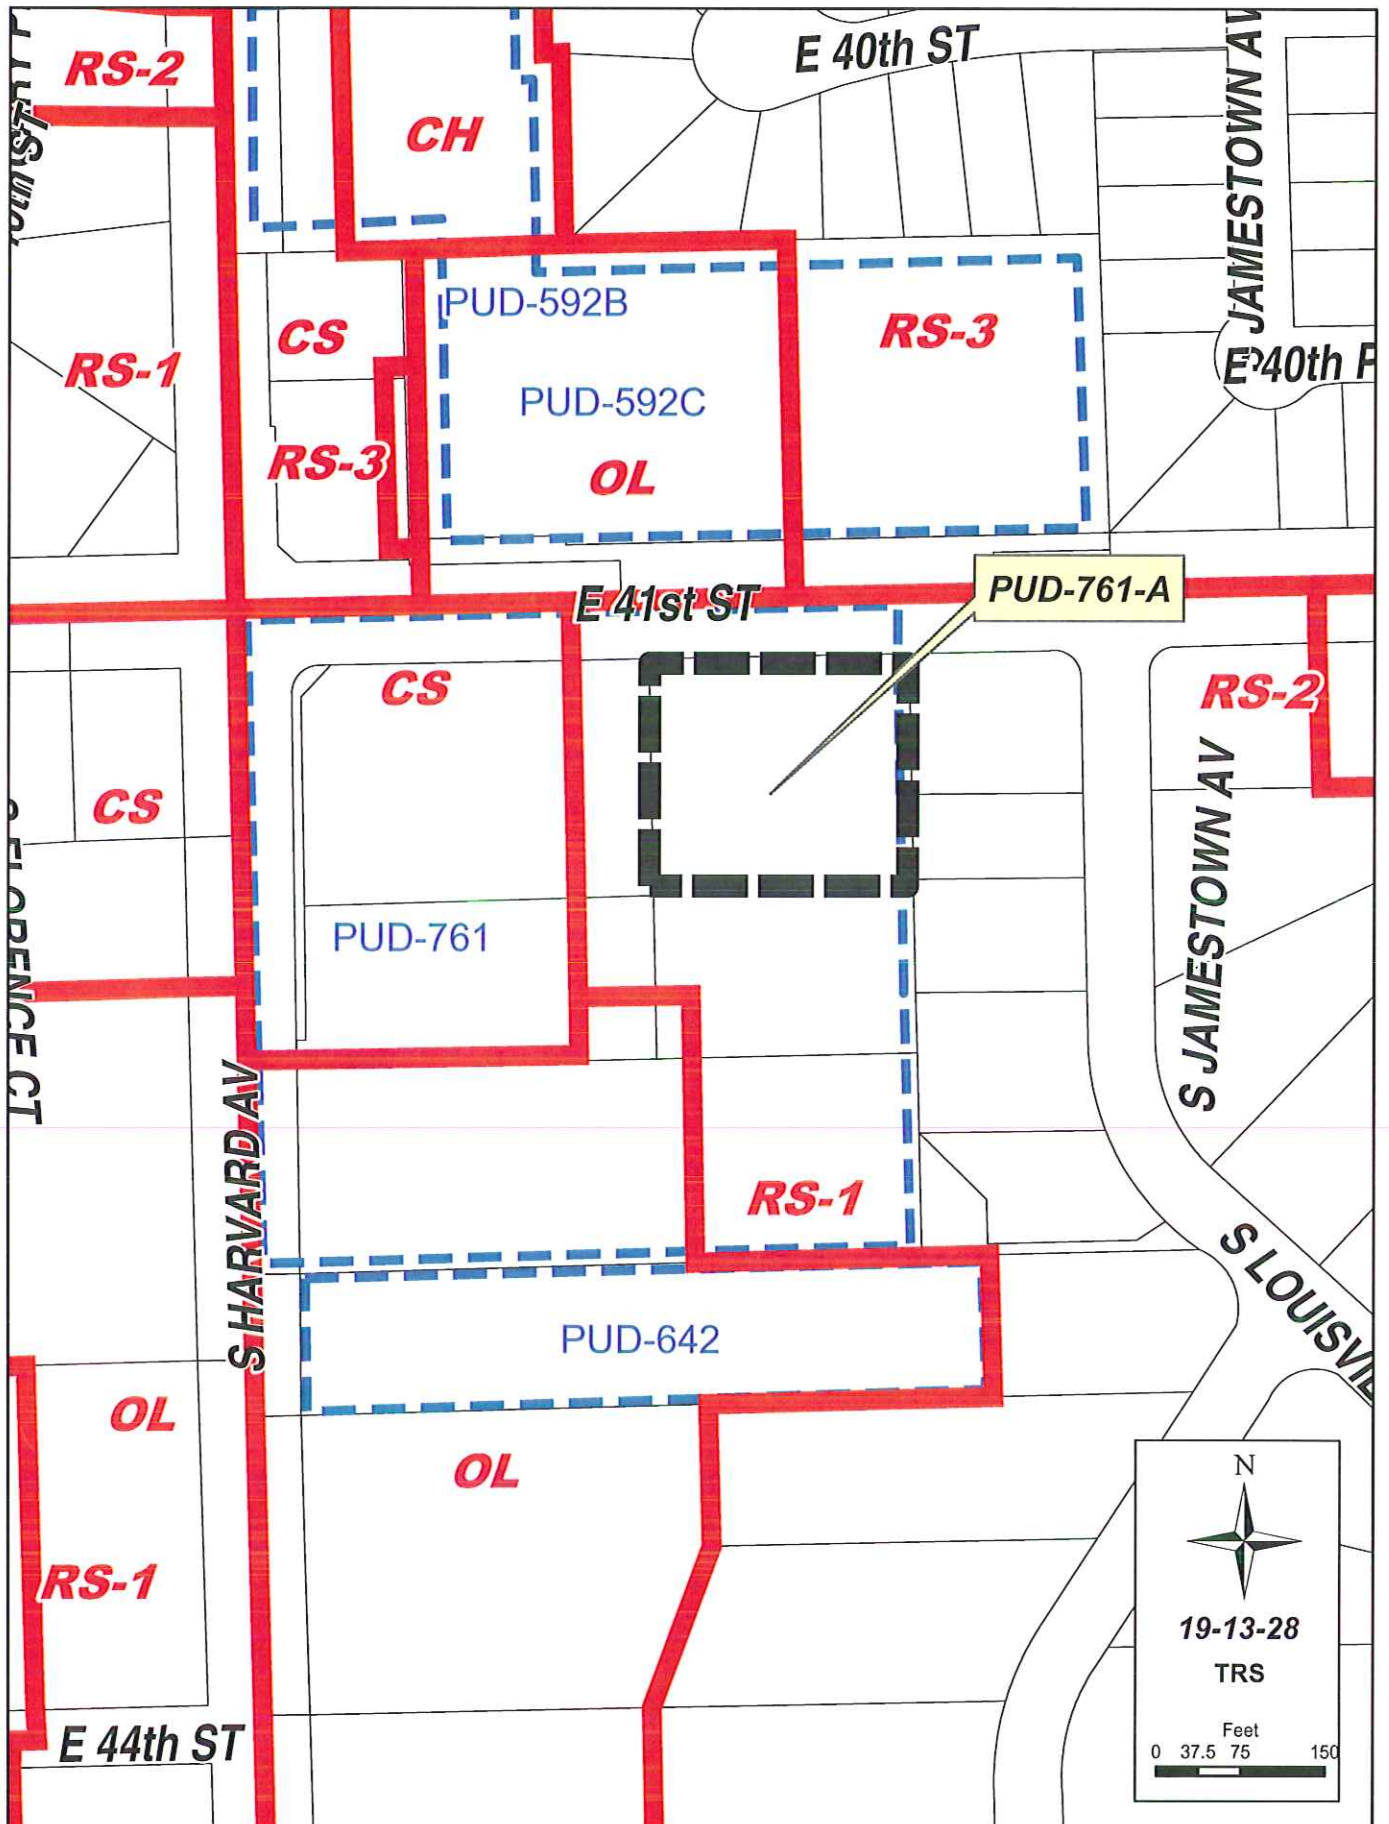 E 40th ST
RS-2
CH
S JAMESTOWN AV
PUD-592B
CS
RS-3
RS-1
E 40th P
PUD-592C
RS-3
OL
E 41st ST
PUD-761-A
CS
RS-2
CS
PUD-761
S JAMESTOWN AV
S HARVARD AV
RS-1
S LOUISVIL
PUD-642
OL
OL
RS-1
E 44th ST
N
19-13-28
TRS
Feet
0 37.5 75 150